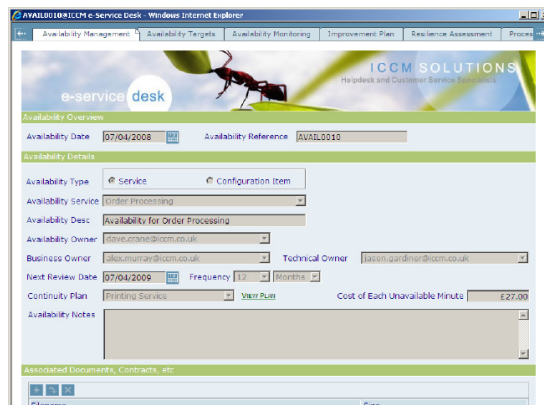 AVAIL0010@ICCM e-Service Desk - Windows Internet Explorer
Availability Management Availability Targets Availability Monitoring Improvement Plan Resilience Assessment Proces
ICCM SOLUTIONS
Helpdesk and Customer Service Specialists
e-service desk
Availability Overview
Availability Date 07/04/2008 Availability Reference AVAIL0010
Availability Details
Availability Type Service Configuration Item
Availability Service Order Processing
Availability Desc Availability for Order Processing
Availability Owner dave.crane@iccm.co.uk
Business Owner alex.murray@iccm.co.uk Technical Owner jason.gardiner@iccm.co.uk
Next Review Date 07/04/2009 Frequency 12 Months
Continuity Plan Printing Service View Plan Cost of Each Unavailable Minute £27.00
Availability Notes
Associated Documents, Contracts, etc
Filename Size